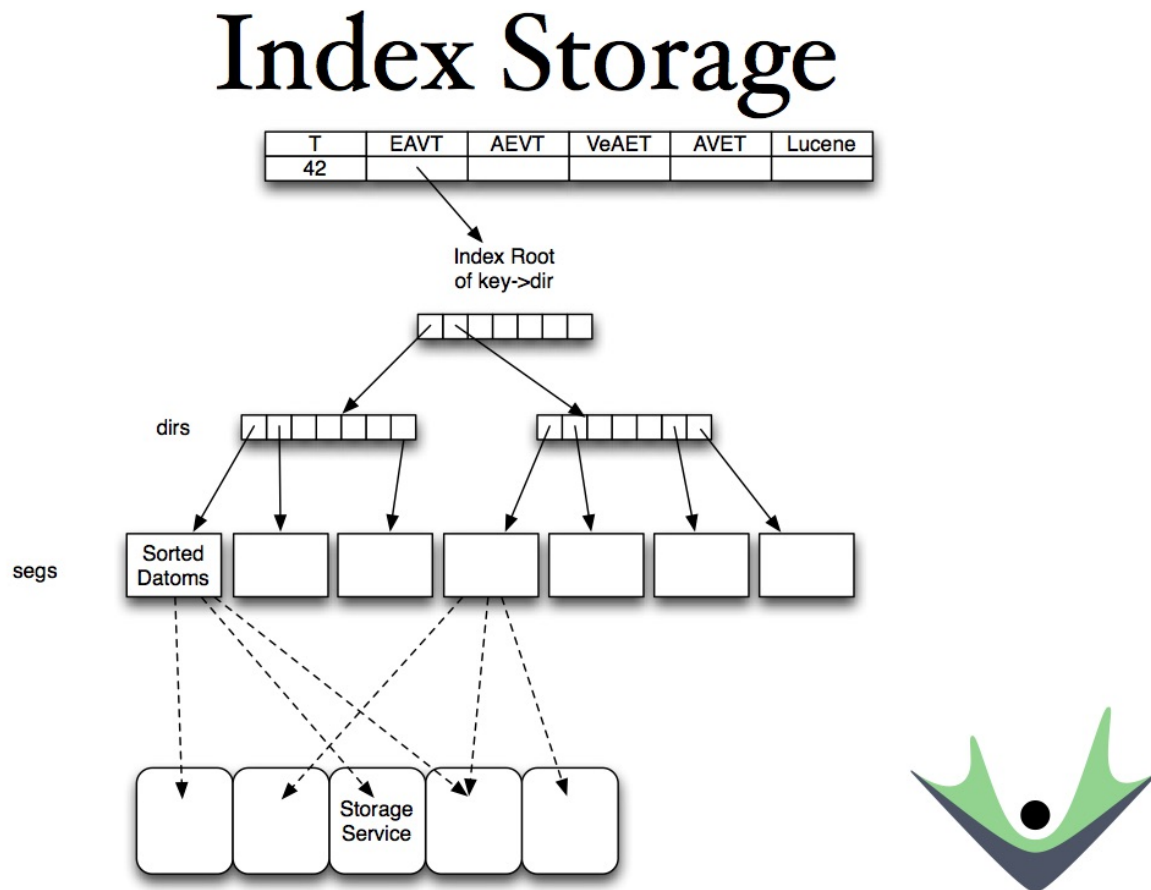 Index Storage
T EAVT AEVT VeAET AVET Lucene
42
Index Root
of key->dir
dirs
segs
Sorted
Datoms
Storage
Service